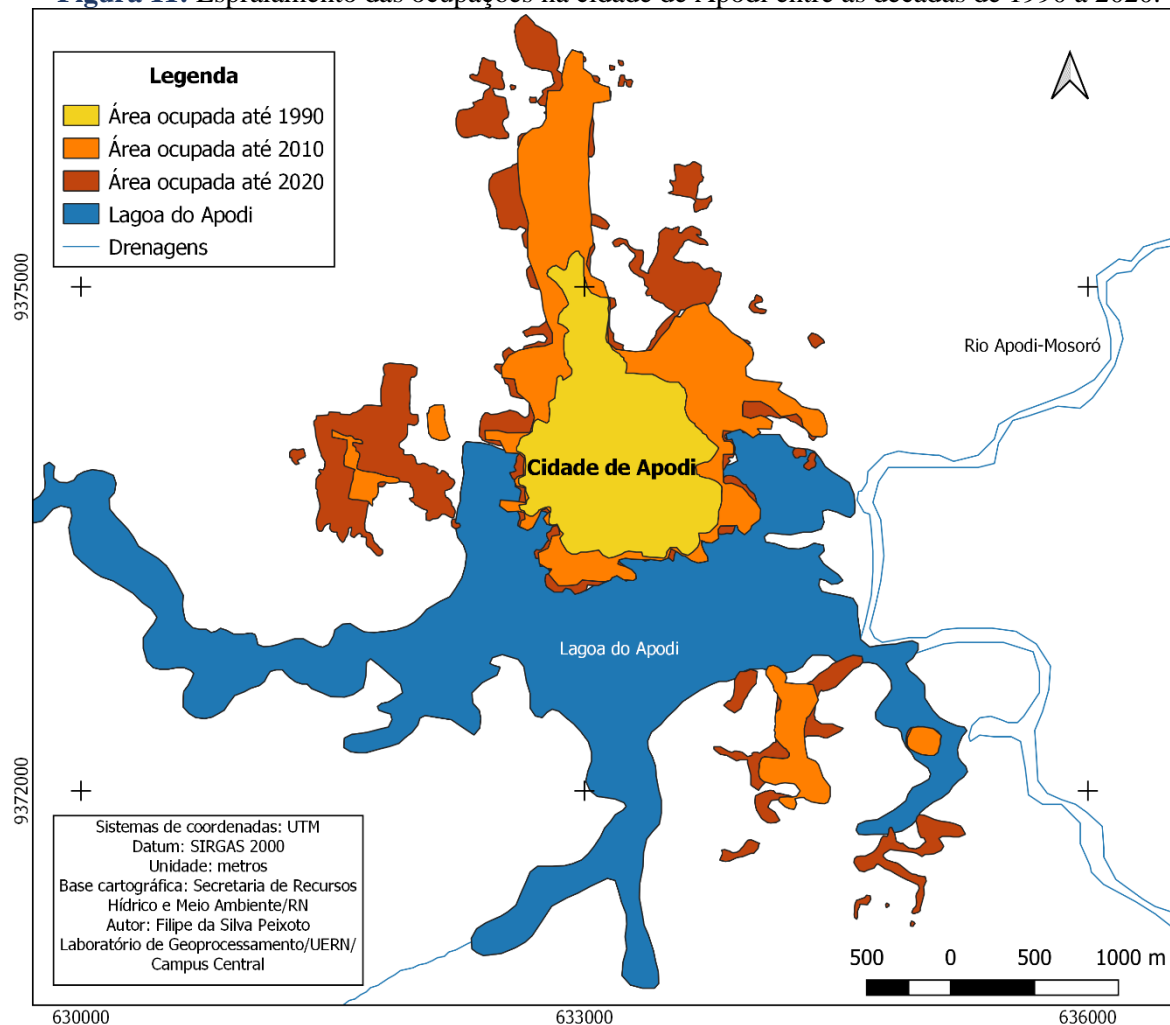 Figura 11: Espraiamento das ocupações na cidade de Apodi entre as décadas de 1990 a 2020.
Legenda
Área ocupada até 1990
Área ocupada até 2010
Área ocupada até 2020
Lagoa do Apodi
Drenagens
9375000
Rio Apodi-Mosoró
Cidade de Apodi
Lagoa do Apodi
9372000
Sistemas de coordenadas: UTM
Datum: SIRGAS 2000
Unidade: metros
Base cartográfica: Secretaria de Recursos
Hídrico e Meio Ambiente/RN
Autor: Filipe da Silva Peixoto
Laboratório de Geoprocessamento/UERN/
Campus Central
500 0 500 1000 m
630000 633000 636000